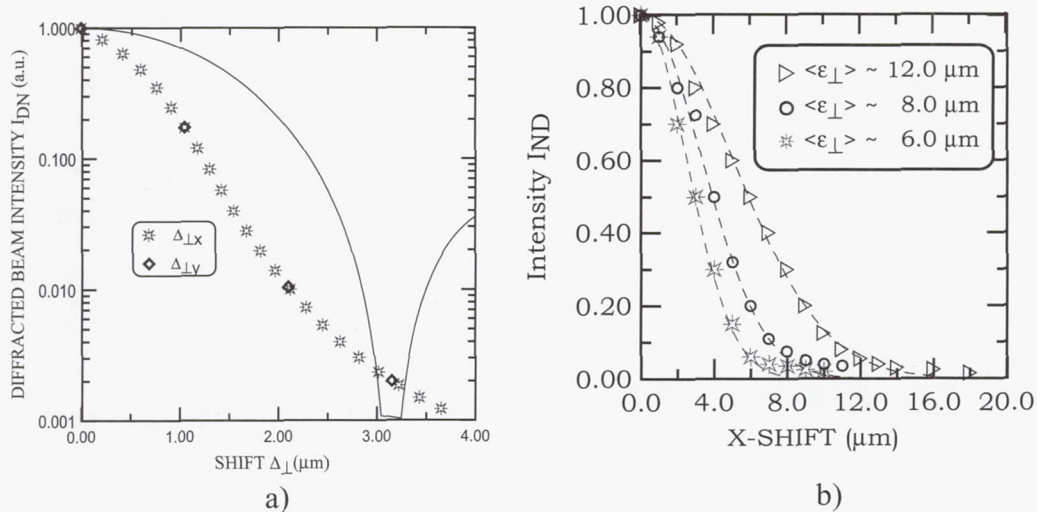 DIFFRACTED BEAM INTENSITY I_DN (a.u.)
1.000
0.100
0.010
0.001
Δ⊥x
Δ⊥y
0.00 1.00 2.00 3.00 4.00
SHIFT Δ⊥(μm)
a)
Intensity I_ND
1.00
0.80
0.60
0.40
0.20
0.00
<ε⊥> ~ 12.0 μm
<ε⊥> ~ 8.0 μm
<ε⊥> ~ 6.0 μm
0.0 4.0 8.0 12.0 16.0 20.0
X-SHIFT (μm)
b)